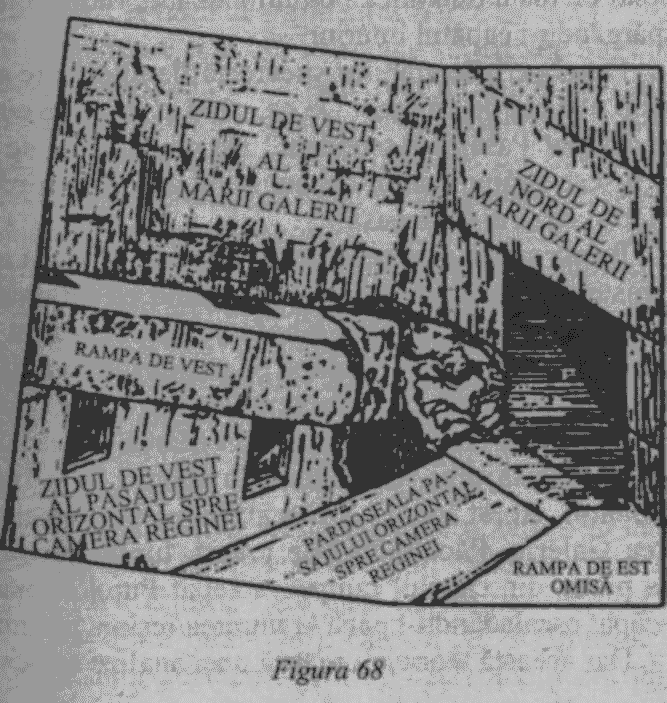 ZIDUL DE VEST
AL
MARII GALERII
ZIDUL DE
NORD AL
MARII GALERII
RAMPA DE VEST
ZIDUL DE VEST
AL PASAJULUI
ORIZONTAL SPRE
CAMERA REGINEI
PARDOSEALA PA-
SAJULUI ORIZONTAL
SPRE CAMERA
REGINEI
RAMPA DE EST
OMISĂ
Figura 68